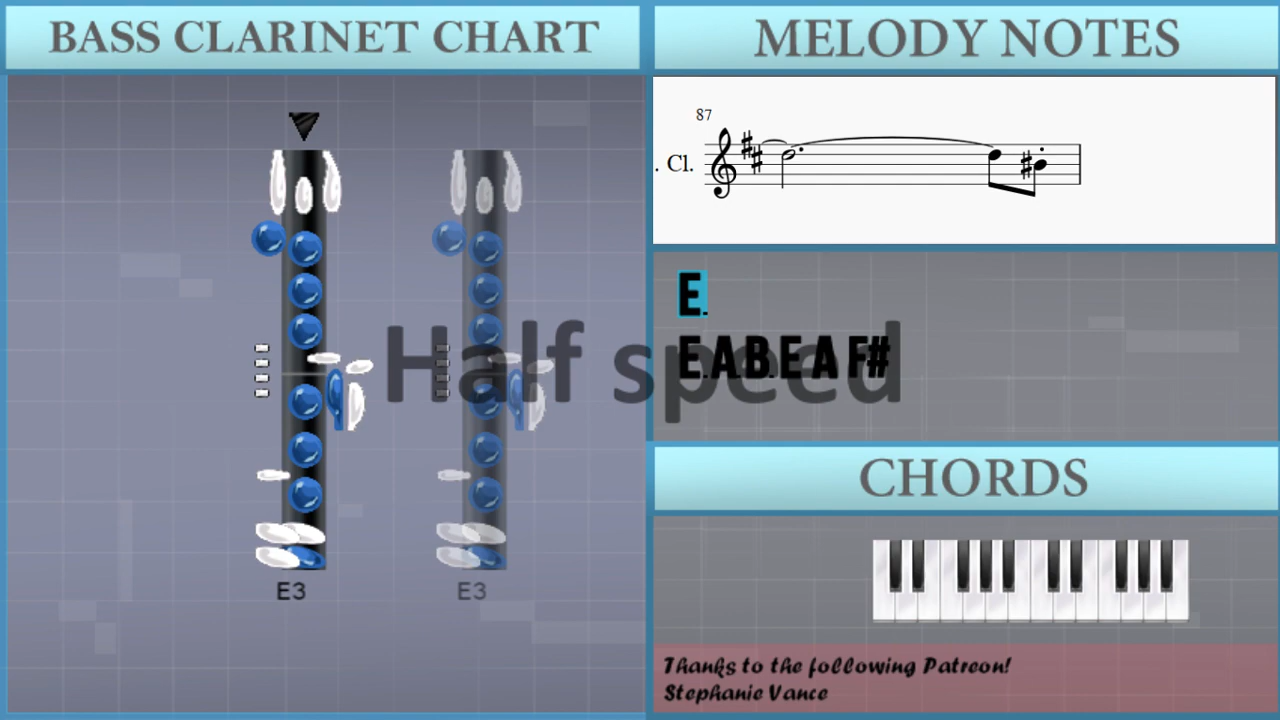 BASS CLARINET CHART
MELODY NOTES
87
. Cl.
E
E A B E A F#
Half speed
E3
E3
CHORDS
Thanks to the following Patreon!
Stephanie Vance